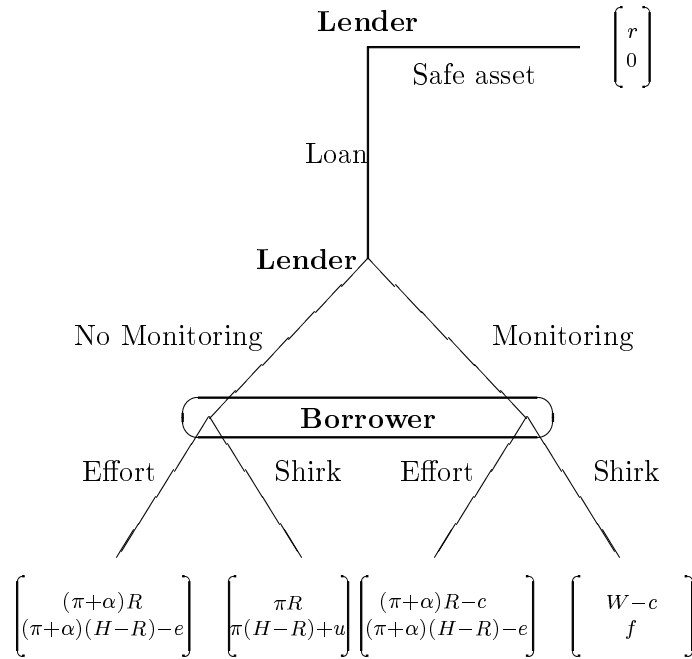 Lender
r
0
Safe asset
Loan
Lender
No Monitoring
Monitoring
Borrower
Effort
Shirk
Effort
Shirk
(π+α)R
(π+α)(H−R)−e
πR
π(H−R)+u
(π+α)R−c
(π+α)(H−R)−e
W−c
f